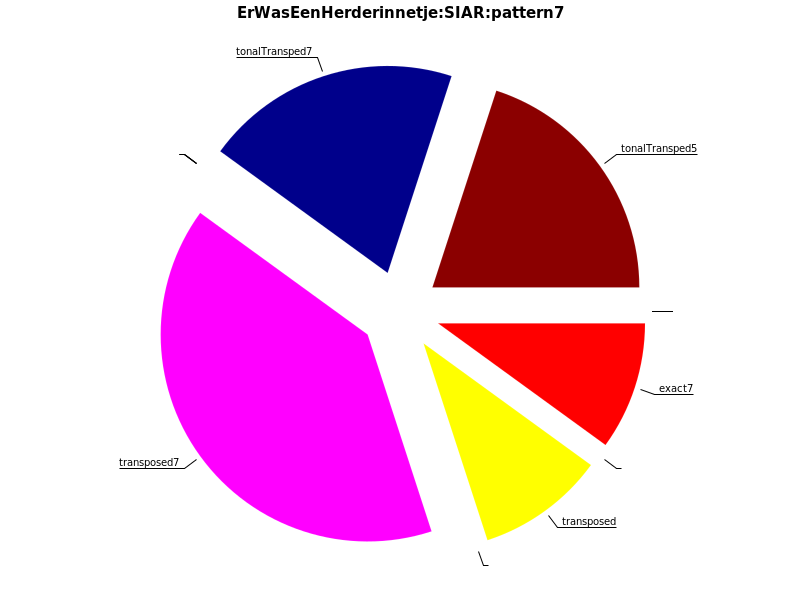 ErWasEenHerderinnetje:SIAR:pattern7
tonalTransped7
tonalTransped5
exact7
transposed7
transposed